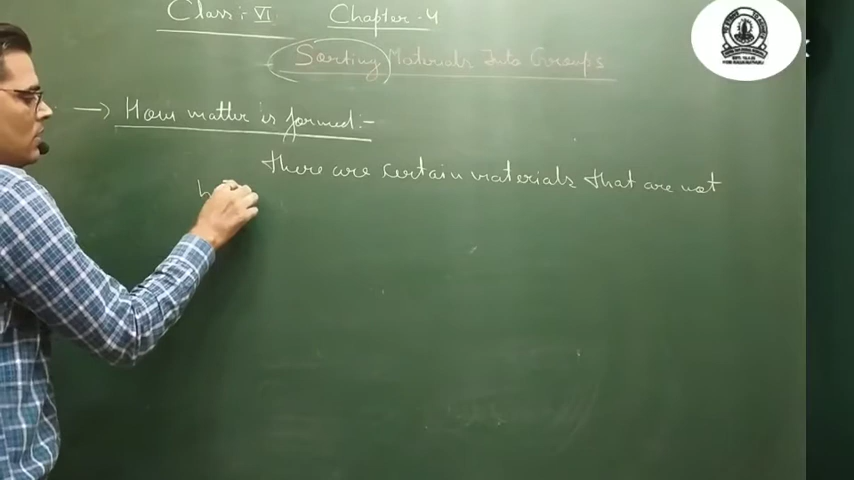 Class:- VI Chapter-4
Sorting Materials Into Groups
→ How matter is formed:-
There are certain materials that are not